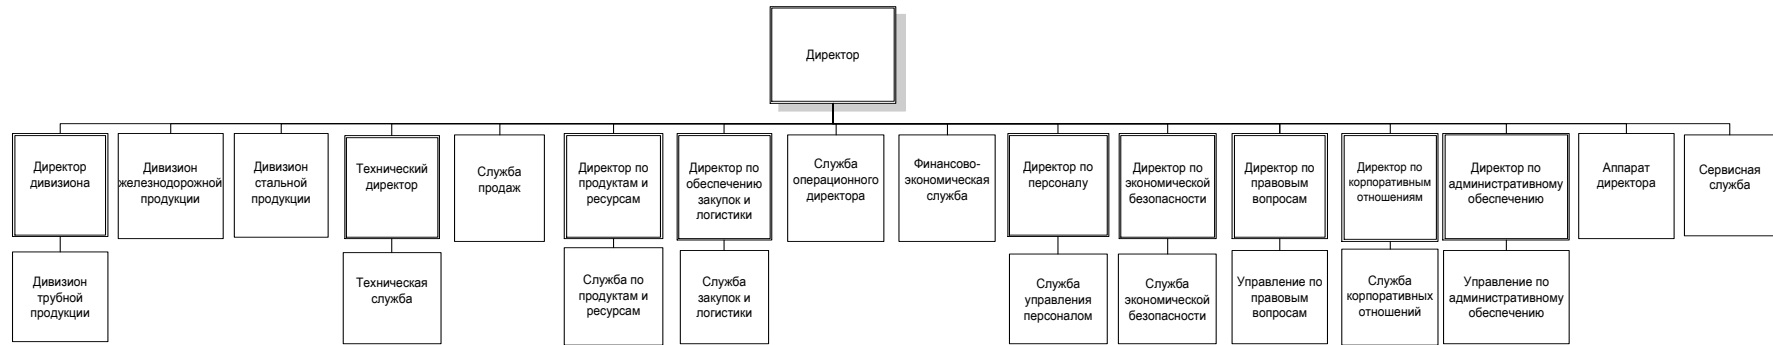 Директор
Директор
дивизиона
Дивизион
железнодорожной
продукции
Дивизион
стальной
продукции
Технический
директор
Служба
продаж
Директор по
продуктам и
ресурсам
Директор по
обеспечению
закупок и
логистики
Служба
операционного
директора
Финансово-
экономическая
служба
Директор по
персоналу
Директор по
экономической
безопасности
Директор по
правовым
вопросам
Директор по
корпоративным
отношениям
Директор по
административному
обеспечению
Аппарат
директора
Сервисная
служба
Дивизион
трубной
продукции
Техническая
служба
Служба по
продуктам и
ресурсам
Служба
закупок и
логистики
Служба
управления
персоналом
Служба
экономической
безопасности
Управление по
правовым
вопросам
Служба
корпоративных
отношений
Управление по
административному
обеспечению